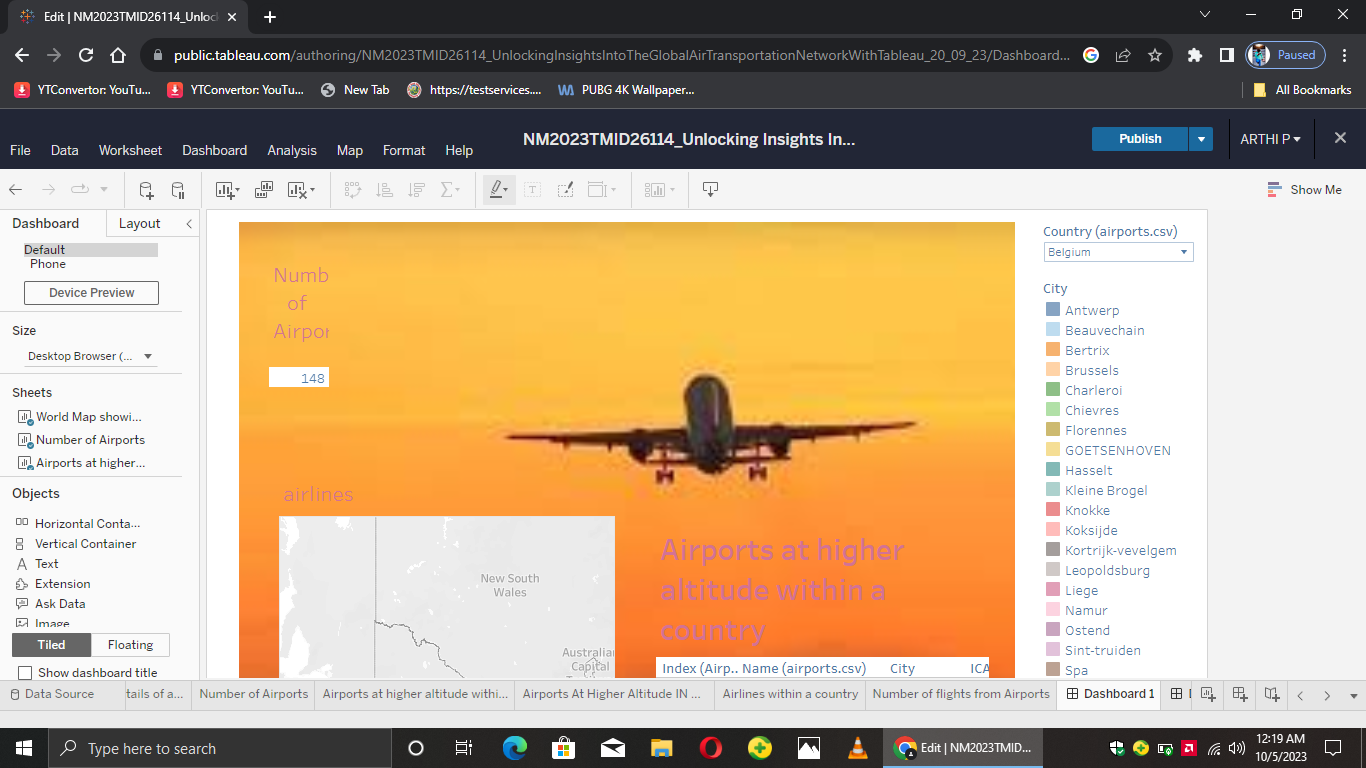 Edit | NM2023TMID26114_Unloc
public.tableau.com/authoring/NM2023TMID26114_UnlockingInsightsIntoTheGlobalAirTransportationNetworkWithTableau_20_09_23/Dashboard...
Paused
YTConvertor: YouTu...
YTConvertor: YouTu...
New Tab
https://testservices....
PUBG 4K Wallpaper...
All Bookmarks
NM2023TMID26114_Unlocking Insights In...
Publish
ARTHI P
File Data Worksheet Dashboard Analysis Map Format Help
Show Me
Dashboard
Layout
Default
Phone
Device Preview
Size
Desktop Browser (...
Sheets
World Map showi...
Number of Airports
Airports at higher...
Objects
Horizontal Conta...
Vertical Container
Text
Extension
Ask Data
Image
Tiled Floating
Show dashboard title
Numb
of
Airpor
148
airlines
New South
Wales
Australian
Capital
Airports at higher
altitude within a
country
Index (Airp.. Name (airports.csv) City ICA
Country (airports.csv)
Belgium
City
Antwerp
Beauvechain
Bertrix
Brussels
Charleroi
Chievres
Florennes
GOETSENHOVEN
Hasselt
Kleine Brogel
Knokke
Koksijde
Kortrijk-vevelgem
Leopoldsburg
Liege
Namur
Ostend
Sint-truiden
Spa
Data Source
tails of a...
Number of Airports
Airports at higher altitude withi...
Airports At Higher Altitude IN ...
Airlines within a country
Number of flights from Airports
Dashboard 1
Type here to search
Edit | NM2023TMID...
12:19 AM
10/5/2023